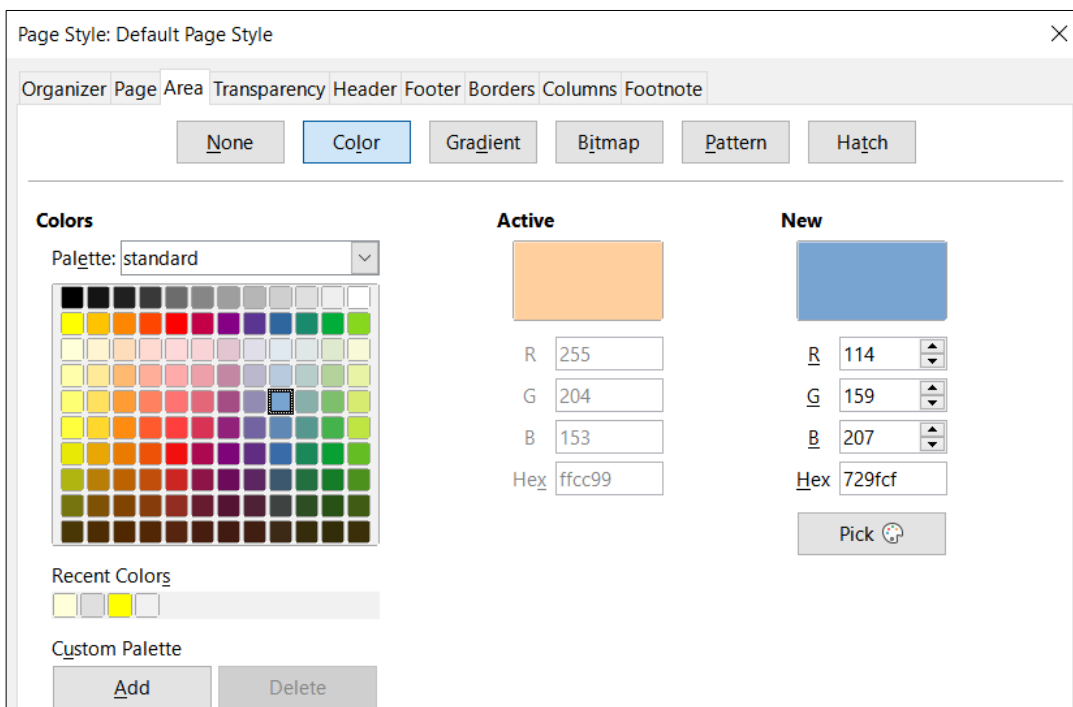 Page Style: Default Page Style
Organizer Page Area Transparency Header Footer Borders Columns Footnote
None Color Gradient Bitmap Pattern Hatch
Colors Active New
Palette: standard
R 255 R 114
G 204 G 159
B 153 B 207
Hex ffcc99 Hex 729fcf
Pick
Recent Colors
Custom Palette
Add Delete